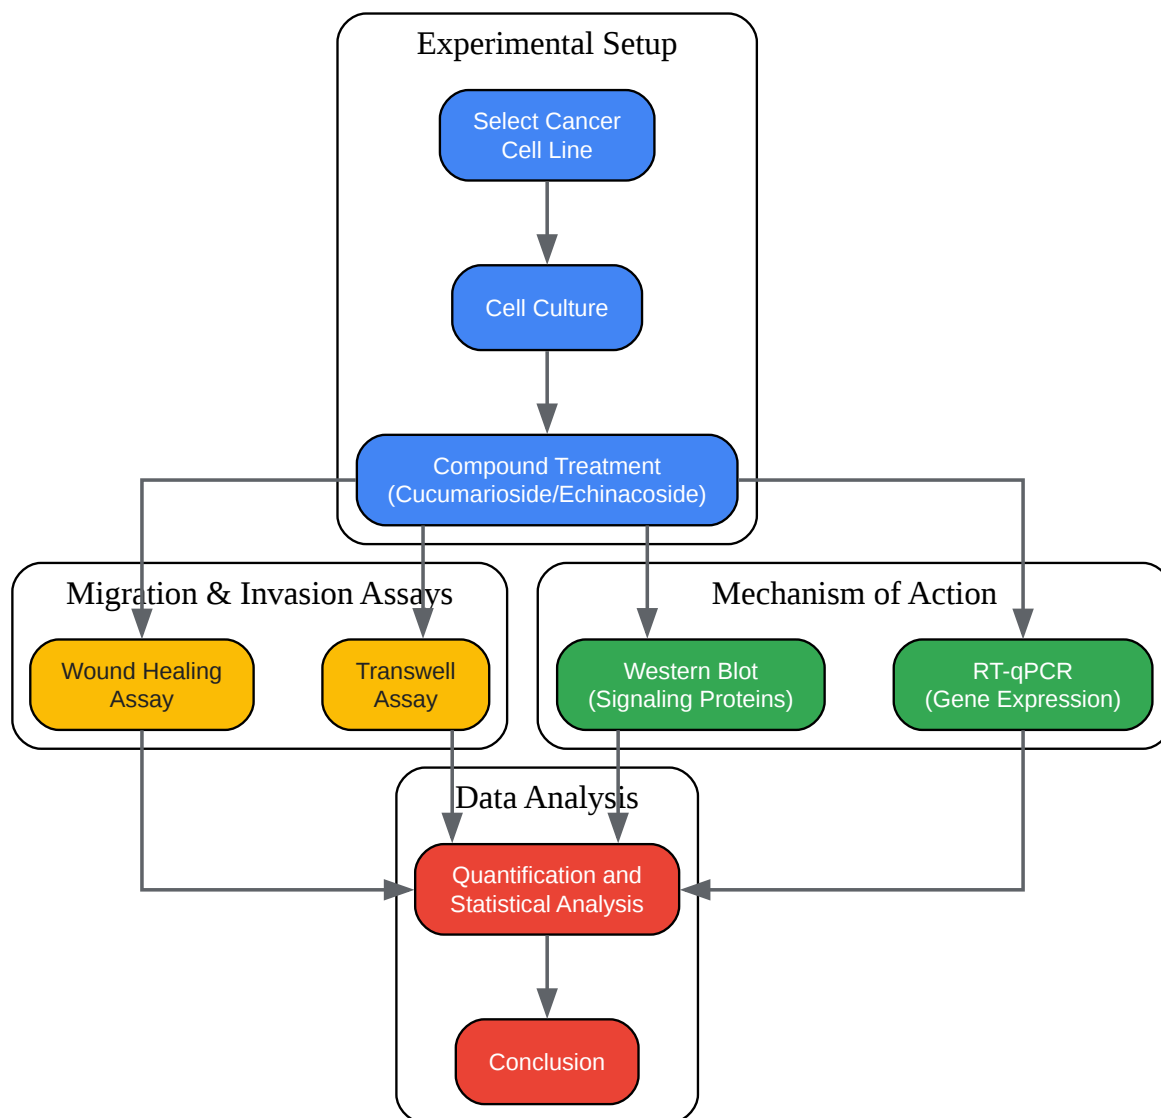 Experimental Setup
Select Cancer
Cell Line
Cell Culture
Compound Treatment
(Cucumarioside/Echinacoside)
Migration & Invasion Assays
Wound Healing
Assay
Transwell
Assay
Mechanism of Action
Western Blot
(Signaling Proteins)
RT-qPCR
(Gene Expression)
Data Analysis
Quantification and
Statistical Analysis
Conclusion